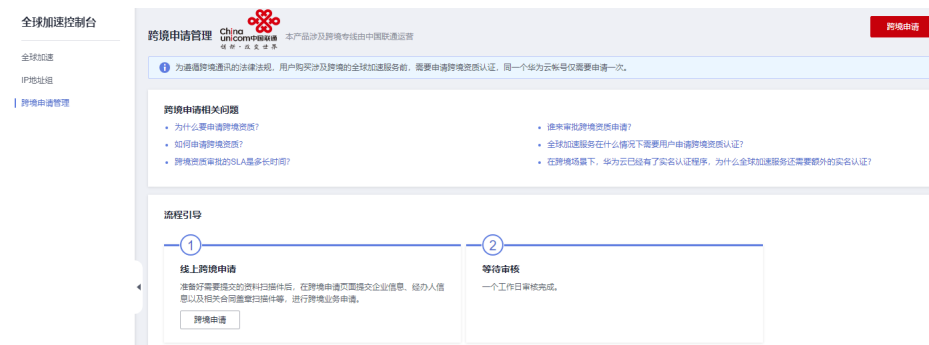 全球加速控制台
全球加速
IP地址组
跨境申请管理
跨境申请管理 China unicom中国联通 创新·改变世界 本产品涉及跨境专线由中国联通运营
跨境申请
为遵循跨境通讯的法律法规，用户购买涉及跨境的全球加速服务前，需要申请跨境资质认证，同一个华为云帐号仅需要申请一次。
跨境申请相关问题
为什么要申请跨境资质?
谁来审批跨境资质申请?
如何申请跨境资质?
全球加速服务在什么情况下需要用户申请跨境资质认证?
跨境资质审批的SLA是多长时间?
在跨境场景下，华为云已经有了实名认证程序，为什么全球加速服务还需要额外的实名认证?
流程引导
1
线上跨境申请
准备好需要提交的资料扫描件后，在跨境申请页面提交企业信息、经办人信
息以及相关合同盖章扫描件等，进行跨境业务申请。
跨境申请
2
等待审核
一个工作日审核完成。